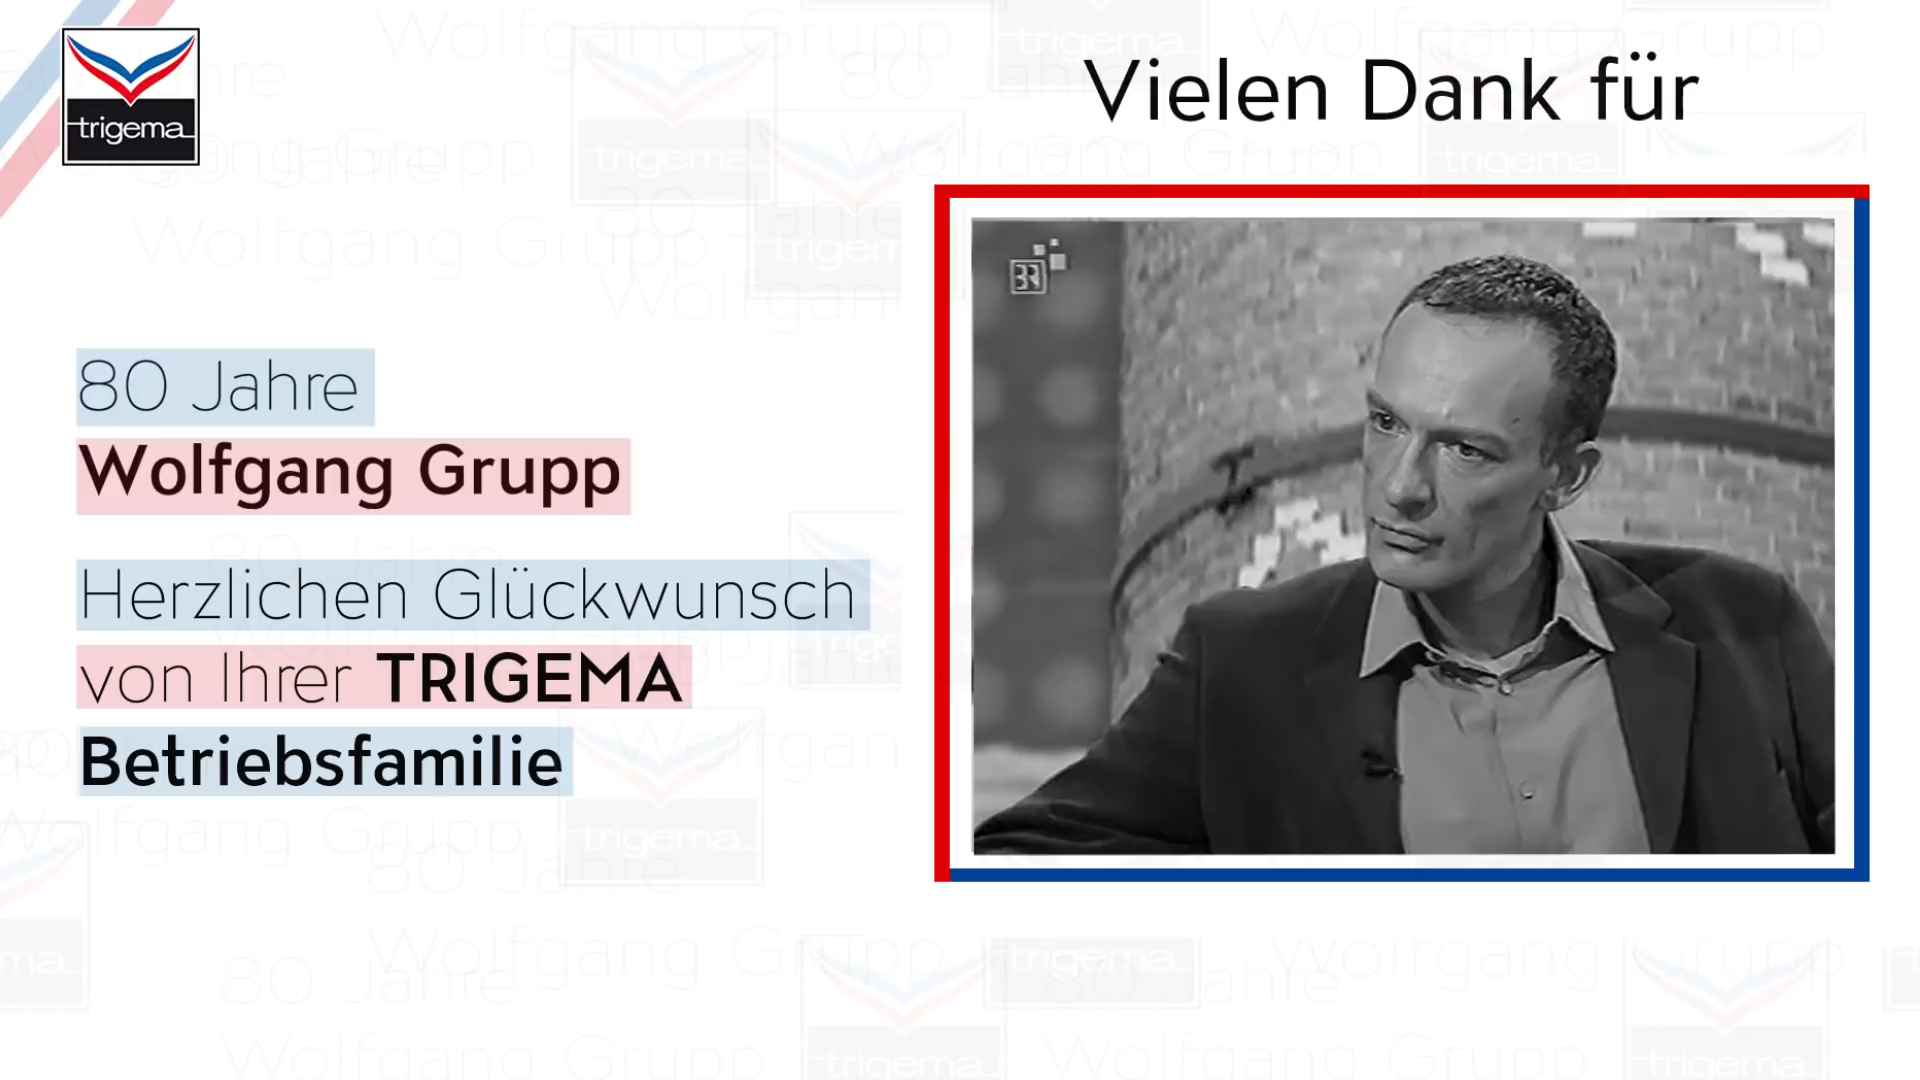 trigema
Vielen Dank für
BR
80 Jahre
Wolfgang Grupp
Herzlichen Glückwunsch
von Ihrer TRIGEMA
Betriebsfamilie